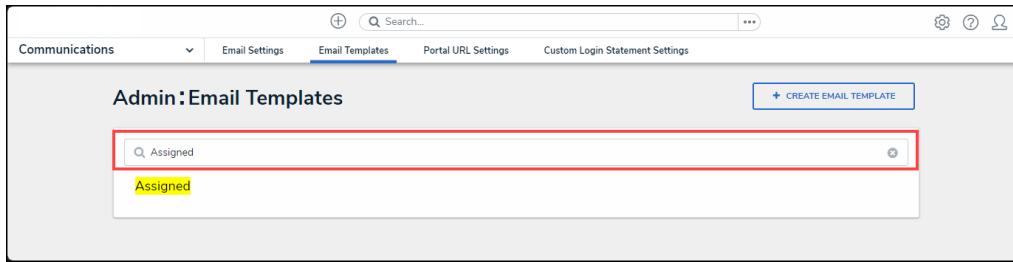 Search...
Communications Email Settings Email Templates Portal URL Settings Custom Login Statement Settings
Admin:Email Templates + CREATE EMAIL TEMPLATE
Assigned
Assigned